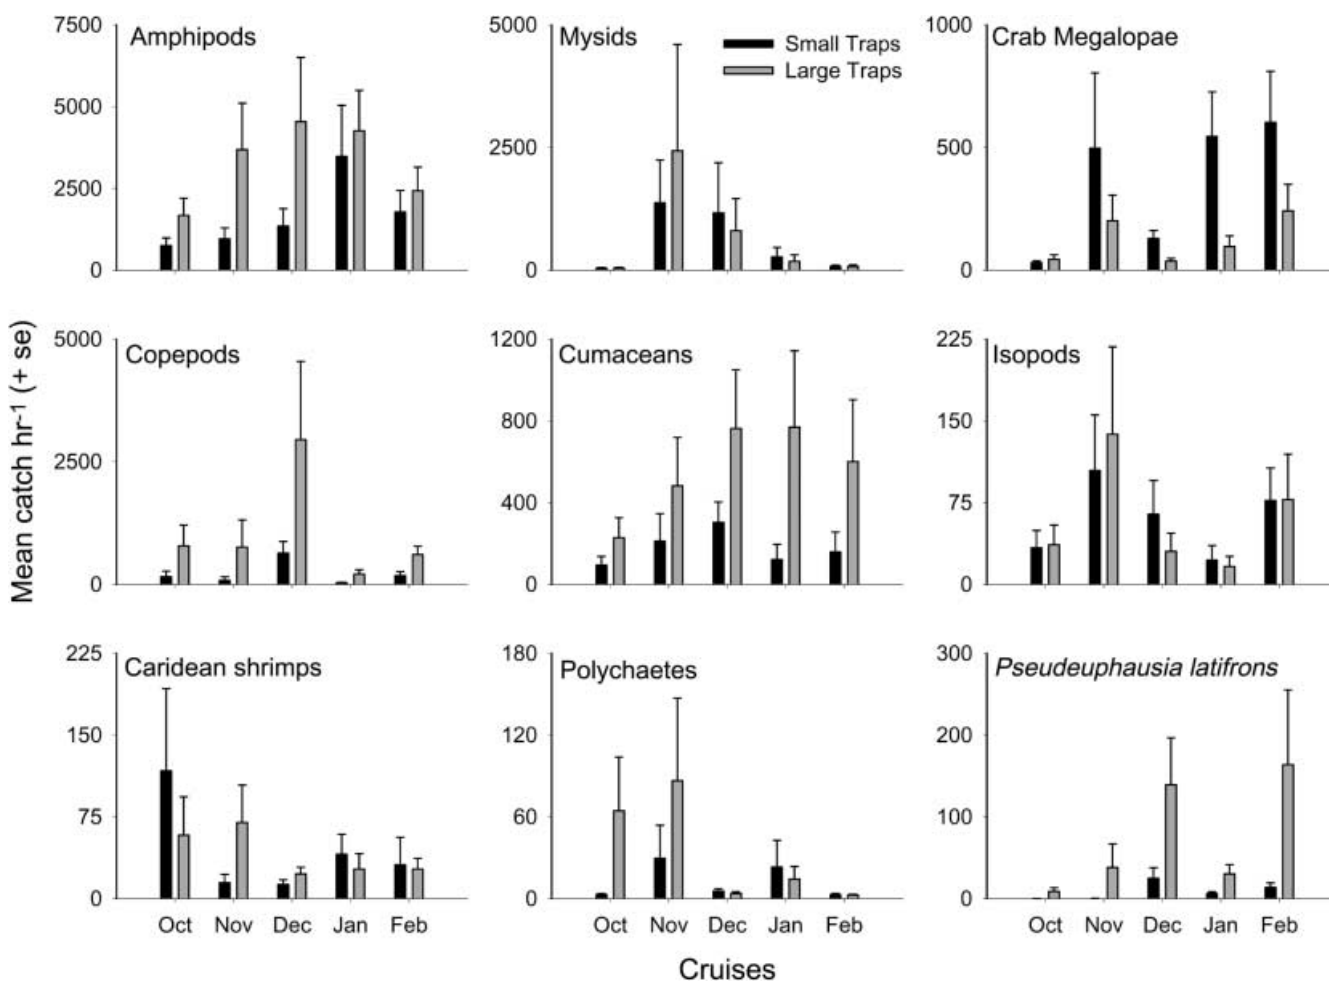 Amphipods
7500
5000
2500
0
Mysids
5000
2500
0
Small Traps
Large Traps
Crab Megalopae
1000
500
0
Mean catch hr-1 (+ se)
Copepods
5000
2500
0
Cumaceans
1200
800
400
0
Isopods
225
150
75
0
Caridean shrimps
225
150
75
0
Oct Nov Dec Jan Feb
Polychaetes
180
120
60
0
Oct Nov Dec Jan Feb
Pseudeuphausia latifrons
300
200
100
0
Oct Nov Dec Jan Feb
Cruises